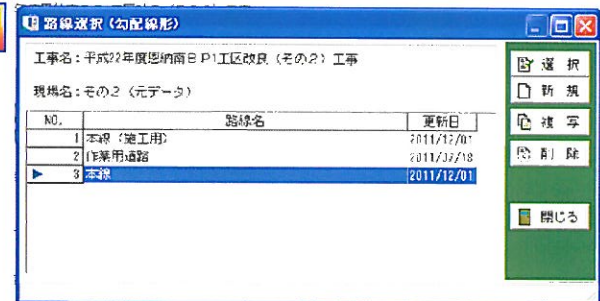 路線選択（勾配線形）
工事名：平成22年度恩納南ＢＰ1工区改良（その２）工事
現場名：その２（元データ）
NO. 路線名 更新日
1 本線（施工用） 2011/12/01
2 作業用道路
3 本線 2011/12/01
選 択
新 規
複 写
削 除
閉じる